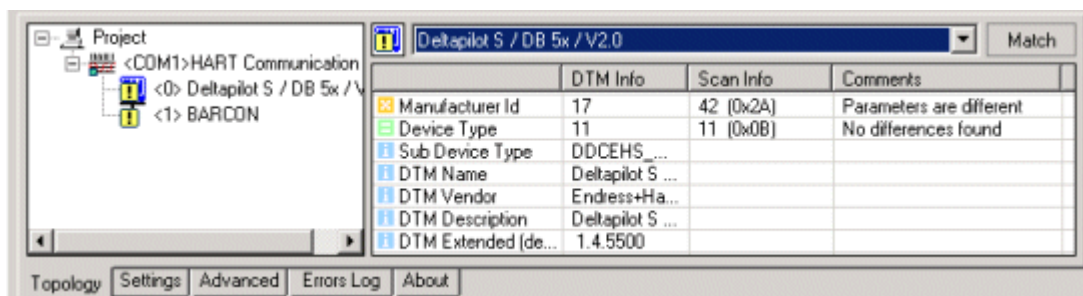 Project
<COM1>HART Communication
<0> Deltapilot S / DB 5x / V
<1> BARCON
Deltapilot S / DB 5x / V2.0
Match
DTM Info Scan Info Comments
Manufacturer Id 17 42 (0x2A) Parameters are different
Device Type 11 11 (0x0B) No differences found
Sub Device Type DDCEHS_...
DTM Name Deltapilot S ...
DTM Vendor Endress+Ha...
DTM Description Deltapilot S ...
DTM Extended (de... 1.4.5500
Topology Settings Advanced Errors Log About